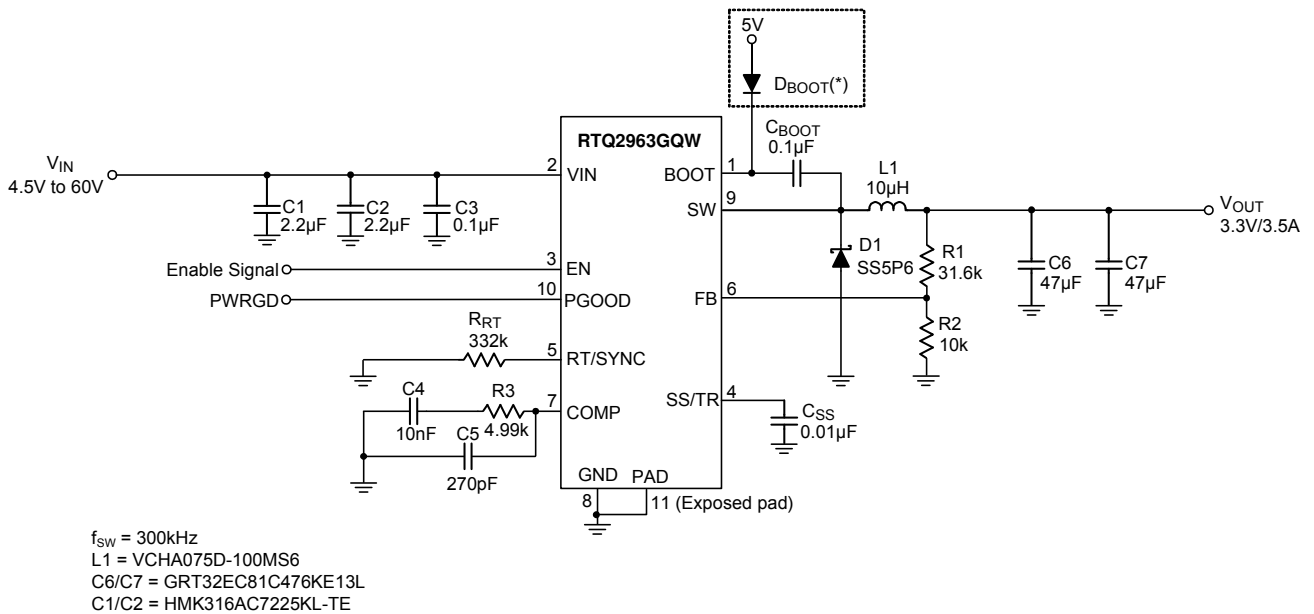 5V
DBOOT(*)
RTQ2963GQW
CBOOT
0.1µF
VIN
4.5V to 60V
2
VIN
BOOT
1
L1
10µH
SW
9
VOUT
3.3V/3.5A
C1
2.2µF
C2
2.2µF
C3
0.1µF
D1
SS5P6
R1
31.6k
C6
47µF
C7
47µF
Enable Signal
3
EN
PWRGD
10
PGOOD
FB
6
RRT
332k
5
RT/SYNC
R2
10k
C4
10nF
R3
4.99k
7
COMP
SS/TR
4
CSS
0.01µF
C5
270pF
GND
PAD
8
11 (Exposed pad)
fSW = 300kHz
L1 = VCHA075D-100MS6
C6/C7 = GRT32EC81C476KE13L
C1/C2 = HMK316AC7225KL-TE